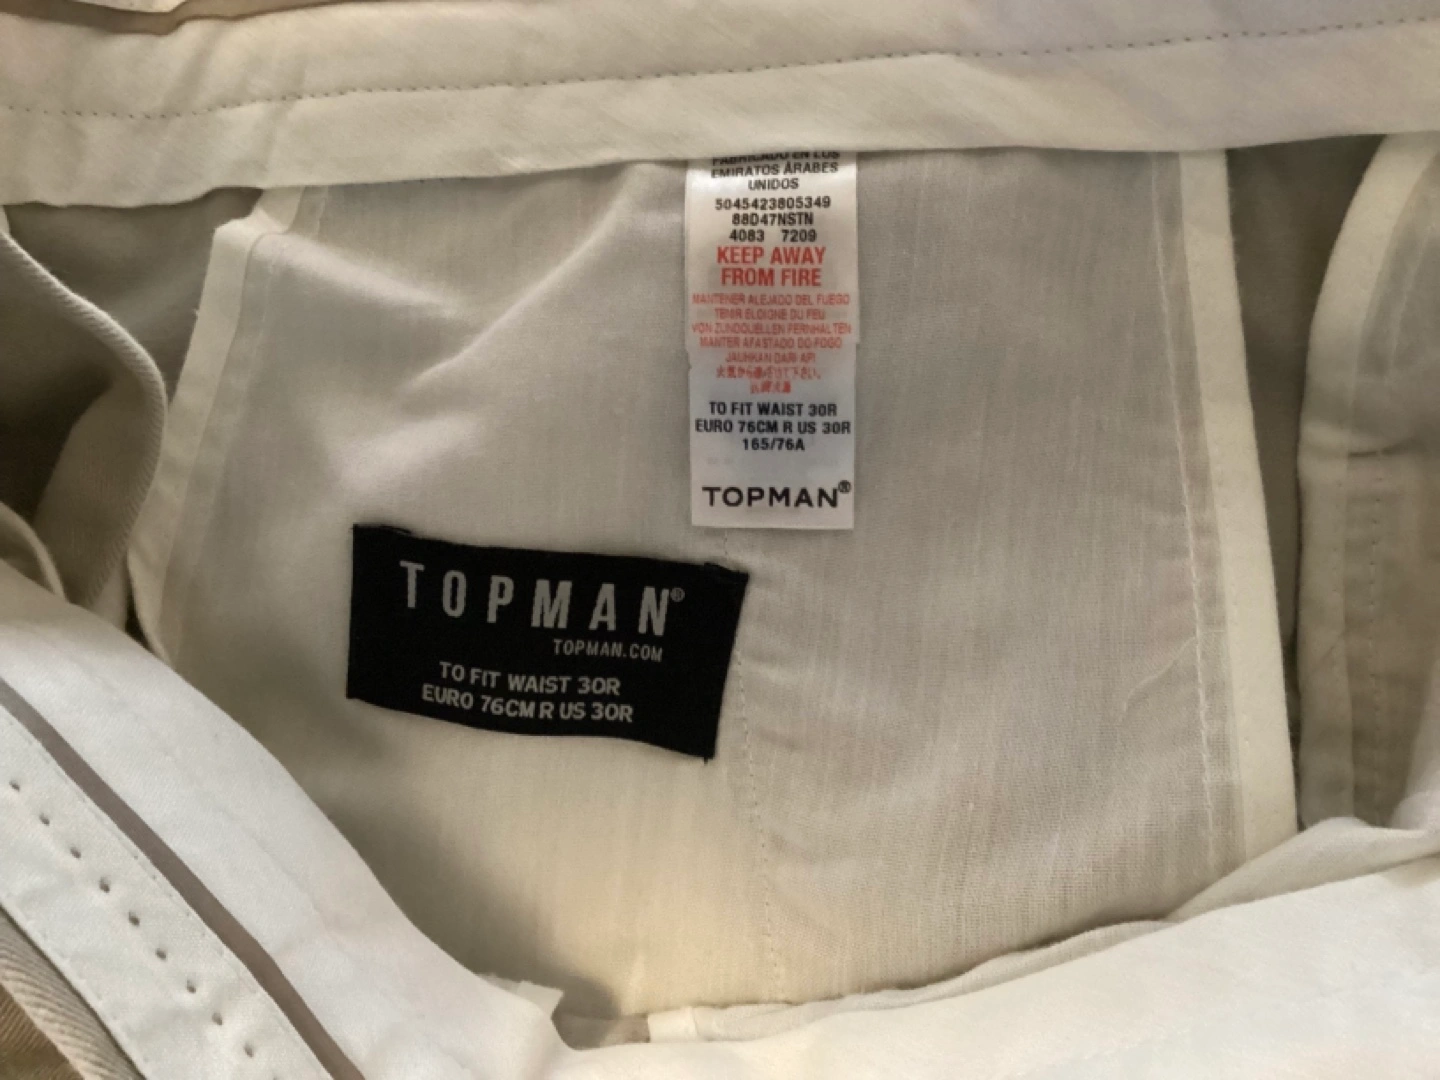 FABRICADO EN LOS
EMIRATOS ÁRABES
UNIDOS
5045423805349
88D47NSTN
4083 7209
KEEP AWAY
FROM FIRE
MANTENER ALEJADO DEL FUEGO
TENIR ELOIGNE DU FEU
VON ZUNDQUELLEN FERNHALTEN
MANTER AFASTADO DO FOGO
JAUHKAN DARI API
TO FIT WAIST 30R
EURO 76CM R US 30R
165/76A
TOPMAN®
TOPMAN®
TOPMAN.COM
TO FIT WAIST 30R
EURO 76CM R US 30R